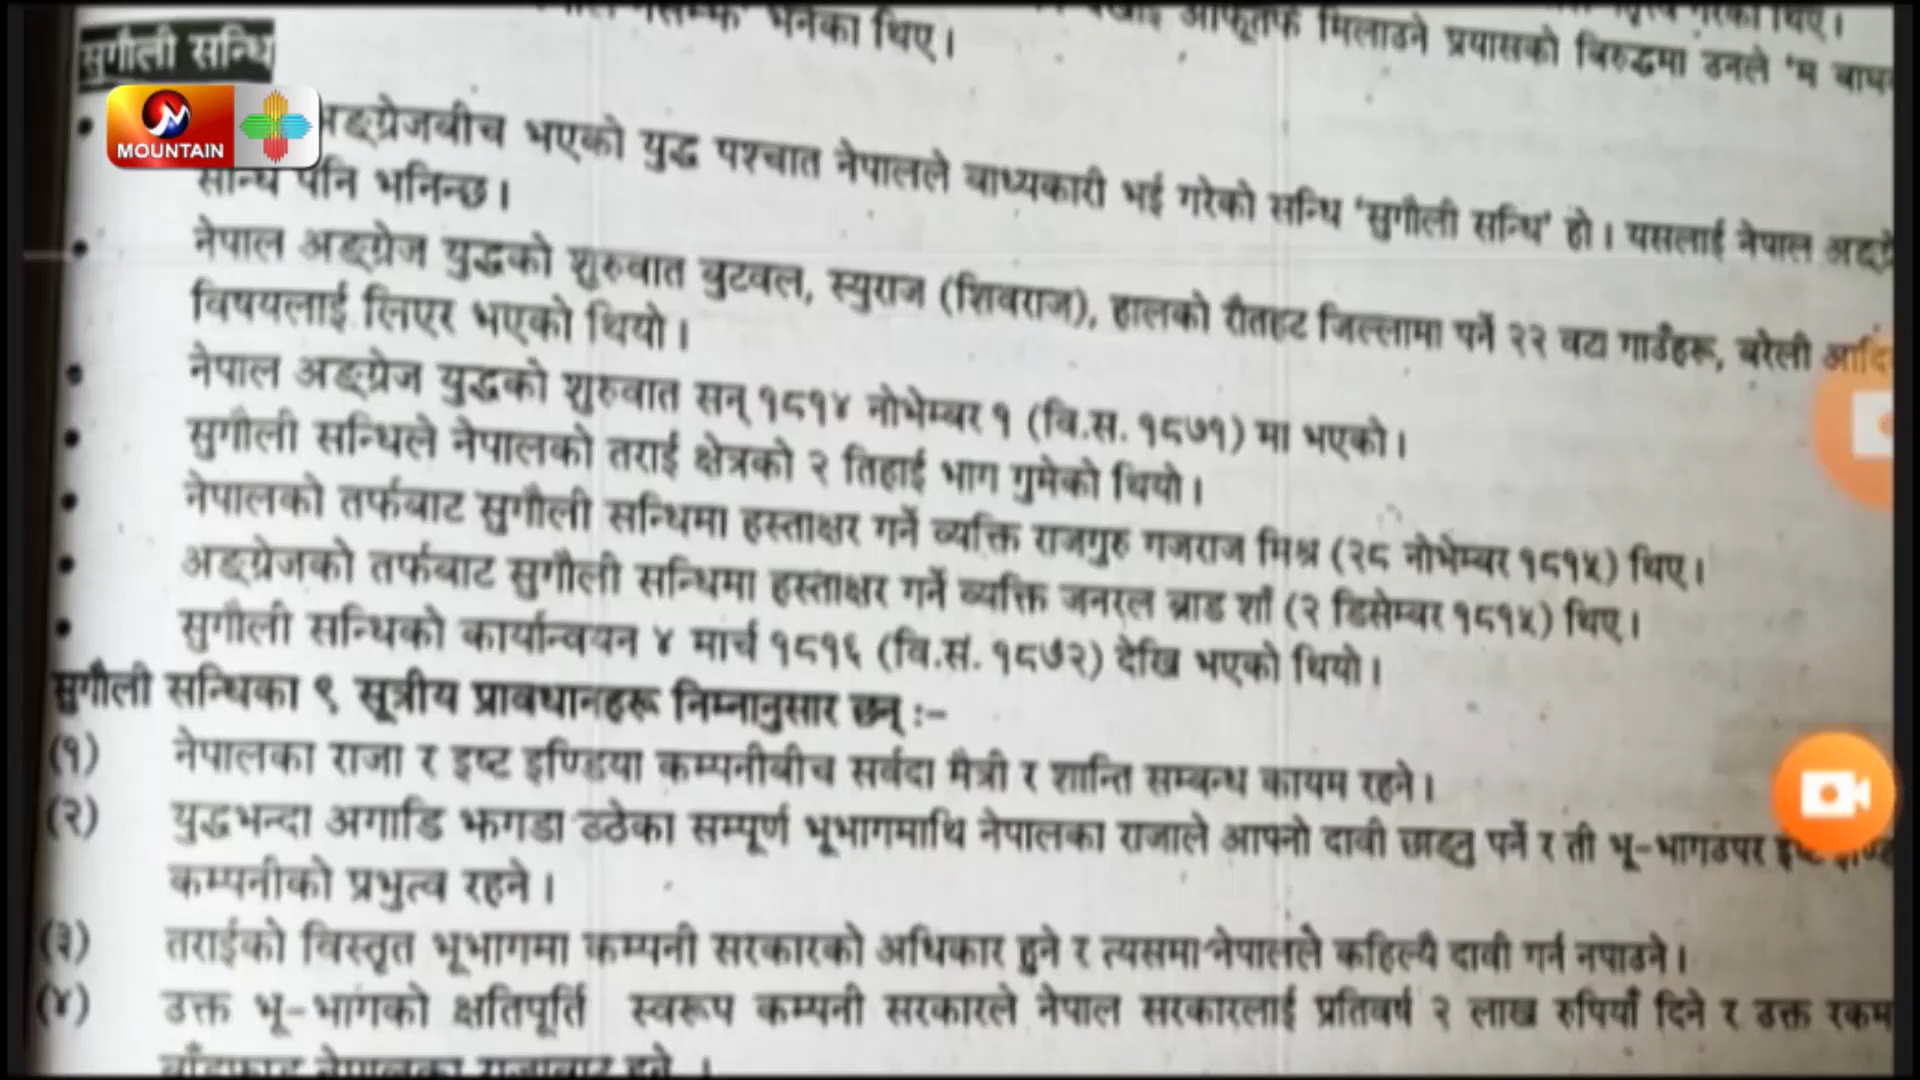 भनेका थिए।
आफूतर्फ मिलाउने प्रयासको बिरुद्धमा उनले 'म बाघ
सुगौली सन्धि
MOUNTAIN
अङ्ग्रेजबीच भएको युद्ध पश्चात नेपालले बाध्यकारी भई गरेको सन्धि 'सुगौली सन्धि' हो। यसलाई नेपाल
सन्धि पनि भनिन्छ।
नेपाल अङ्ग्रेज युद्धको शुरुवात बुटवल, स्युराज (शिवराज), हालको रौतहट जिल्लामा पर्ने २२ वटा गाउँहरू, बरेली आदि
विषयलाई लिएर भएको थियो।
नेपाल अङ्ग्रेज युद्धको शुरुवात सन् १८१४ नोभेम्बर १ (वि.स. १८७१) मा भएको।
सुगौली सन्धिले नेपालको तराई क्षेत्रको २ तिहाई भाग गुमेको थियो।
नेपालको तर्फबाट सुगौली सन्धिमा हस्ताक्षर गर्ने व्यक्ति राजगुरु गजराज मिश्र (२८ नोभेम्बर १८१५) थिए।
अङ्ग्रेजको तर्फबाट सुगौली सन्धिमा हस्ताक्षर गर्ने व्यक्ति जनरल ब्राड शाँ (२ डिसेम्बर १८१५) थिए।
सुगौली सन्धिको कार्यान्वयन ४ मार्च १८१६ (वि.सं. १८७२) देखि भएको थियो।
सुगौली सन्धिका ९ सूत्रीय प्रावधानहरू निम्नानुसार छन् :-
(१) नेपालका राजा र इष्ट इण्डिया कम्पनीबीच सर्वदा मैत्री र शान्ति सम्बन्ध कायम रहने।
(२) युद्धभन्दा अगाडि झगडा उठेका सम्पूर्ण भूभागमाथि नेपालका राजाले आफ्नो दावी छाड्नु पर्ने र ती भू-भागउपर इष्ट
कम्पनीको प्रभुत्व रहने।
(३) तराईको विस्तृत भूभागमा कम्पनी सरकारको अधिकार हुने र त्यसमा नेपालले कहिल्यै दावी गर्न नपाउने।
(४) उक्त भू-भागको क्षतिपूर्ति स्वरूप कम्पनी सरकारले नेपाल सरकारलाई प्रतिवर्ष २ लाख रुपियाँ दिने र उक्त रकम